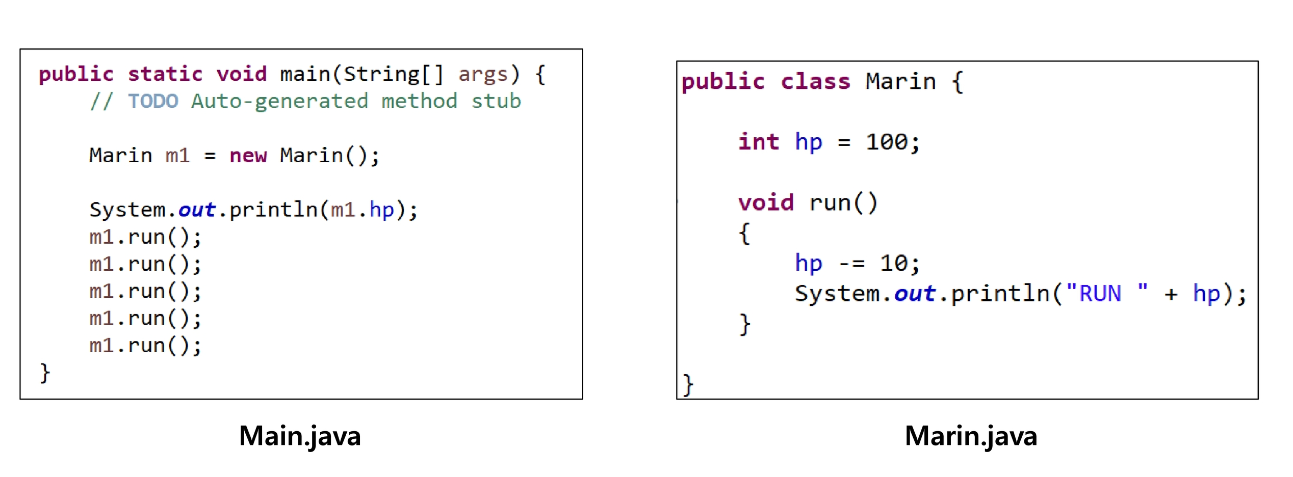 public static void main(String[] args) {
// TODO Auto-generated method stub
Marin m1 = new Marin();
System.out.println(m1.hp);
m1.run();
m1.run();
m1.run();
m1.run();
m1.run();
}
Main.java
public class Marin {
int hp = 100;
void run()
{
hp -= 10;
System.out.println("RUN " + hp);
}
}
Marin.java